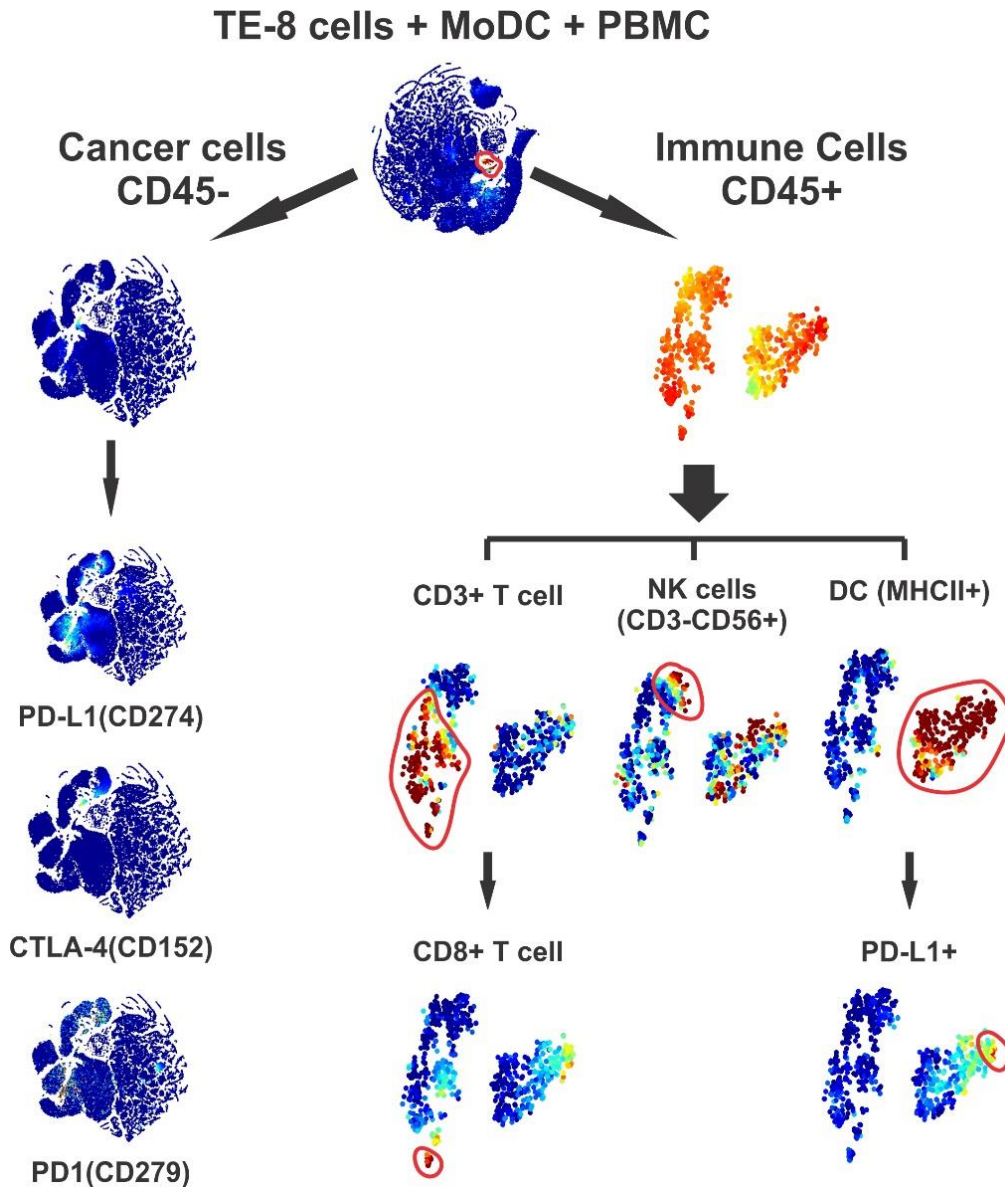 TE-8 cells + MoDC + PBMC
Cancer cells
CD45-
Immune Cells
CD45+
CD3+ T cell
NK cells
(CD3-CD56+)
DC (MHCII+)
PD-L1(CD274)
CTLA-4(CD152)
CD8+ T cell
PD-L1+
PD1(CD279)